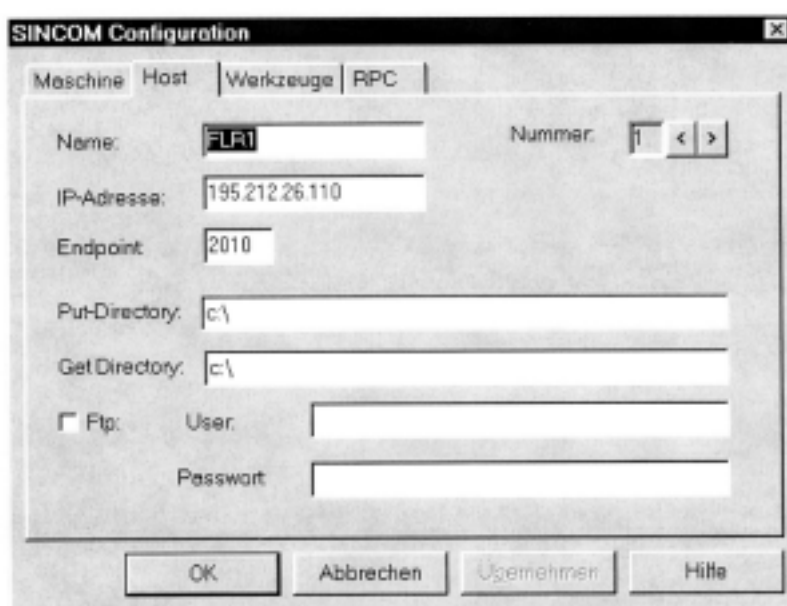 SINCOM Configuration
Maschine Host Werkzeuge RPC
Name: FLR1 Nummer: 1 < >
IP-Adresse: 195.212.26.110
Endpoint: 2010
Put-Directory: c:\
Get Directory: c:\
Ftp: User:
Passwort:
OK Abbrechen Übernehmen Hilfe